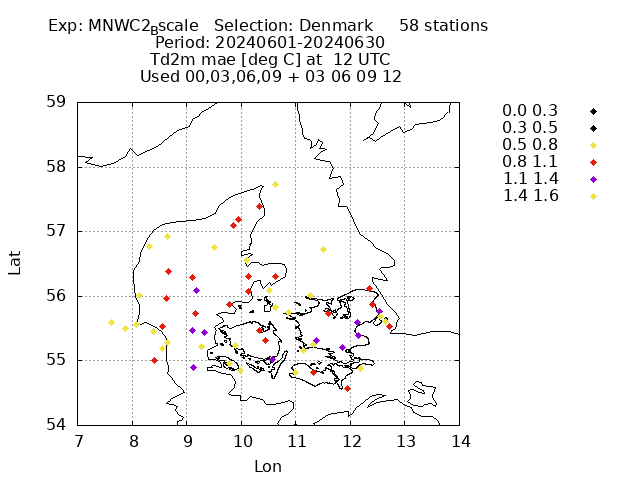 Exp: MNWC2Bscale   Selection: Denmark     58 stations
Period: 20240601-20240630
Td2m mae [deg C] at  12 UTC
Used 00,03,06,09 + 03 06 09 12
0.0 0.3
0.3 0.5
0.5 0.8
0.8 1.1
1.1 1.4
1.4 1.6
59
58
57
56
55
54
Lat
7 8 9 10 11 12 13 14
Lon